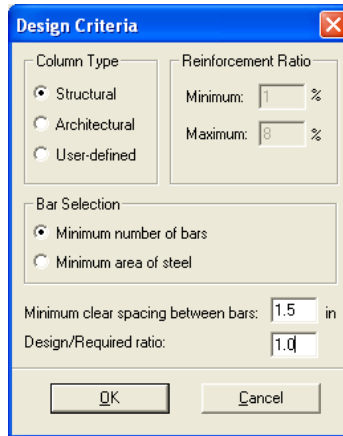 Design Criteria
Column Type
Structural
Architectural
User-defined
Reinforcement Ratio
Minimum: 1 %
Maximum: 8 %
Bar Selection
Minimum number of bars
Minimum area of steel
Minimum clear spacing between bars: 1.5 in
Design/Required ratio: 1.0
OK
Cancel